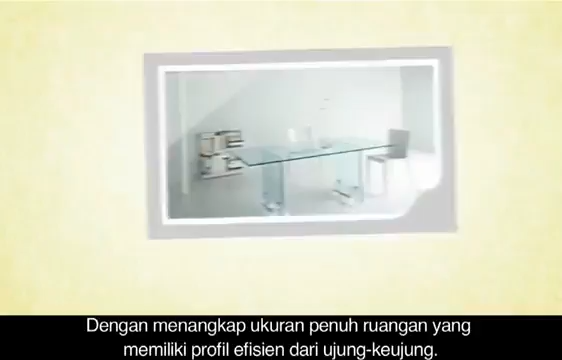 Dengan menangkap ukuran penuh ruangan yang
memiliki profil efisien dari ujung-keujung.